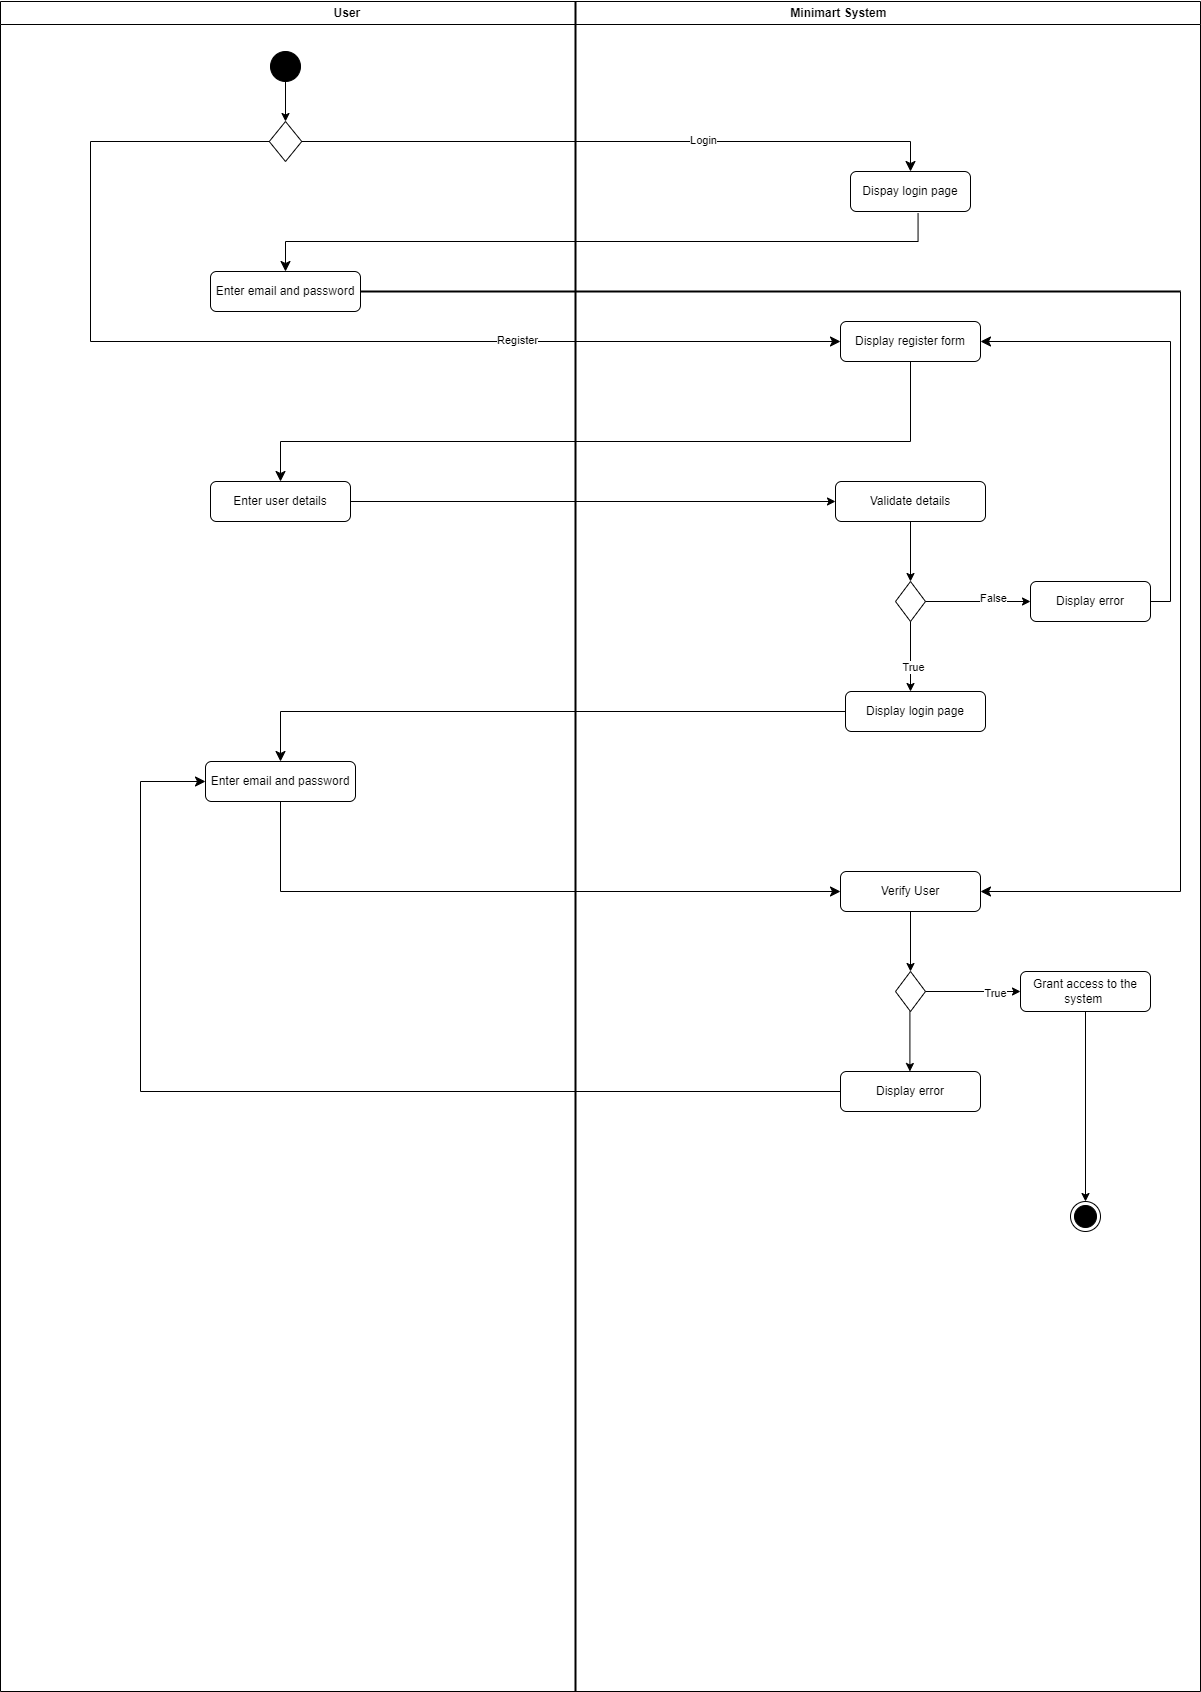 User
Minimart System
Login
Dispay login page
Enter email and password
Register
Display register form
Enter user details
Validate details
False
Display error
True
Display login page
Enter email and password
Verify User
True
Grant access to the
system
Display error